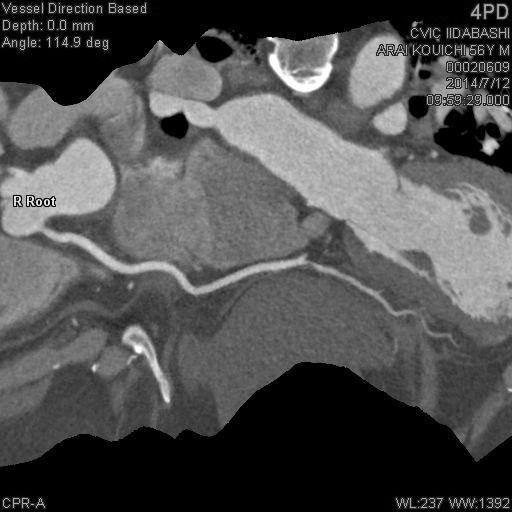 Vessel Direction Based
Depth: 0.0 mm
Angle: 114.9 deg
4PD
CVIC IIDABASHI
ARAI KOUICHI 56Y M
00020609
2014/7/12
09:59:29.000
R Root
CPR-A
WL:237 WW:1392